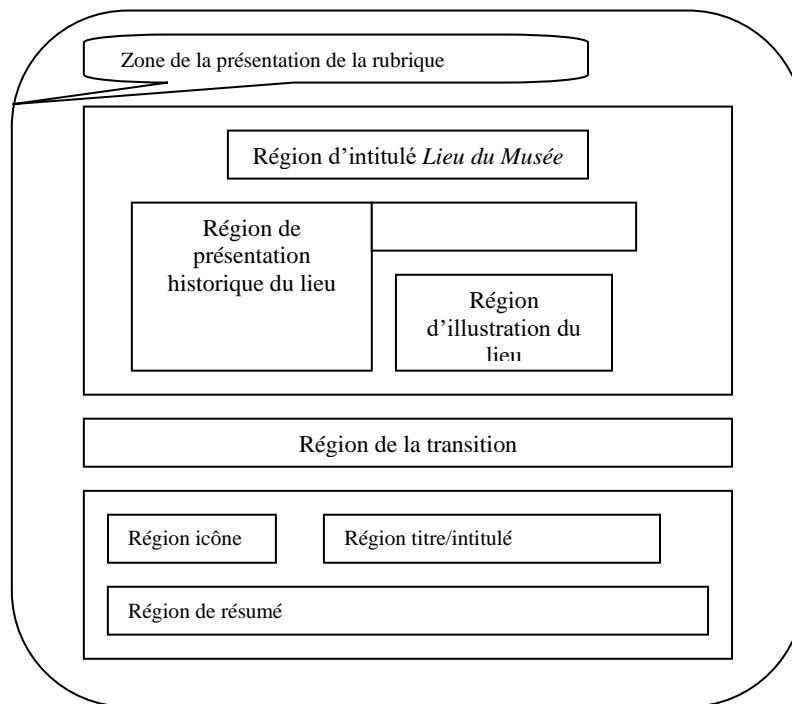 Zone de la présentation de la rubrique
Région d’intitulé Lieu du Musée
Région de
présentation
historique du lieu
Région
d’illustration du
lieu
Région de la transition
Région icône
Région titre/intitulé
Région de résumé